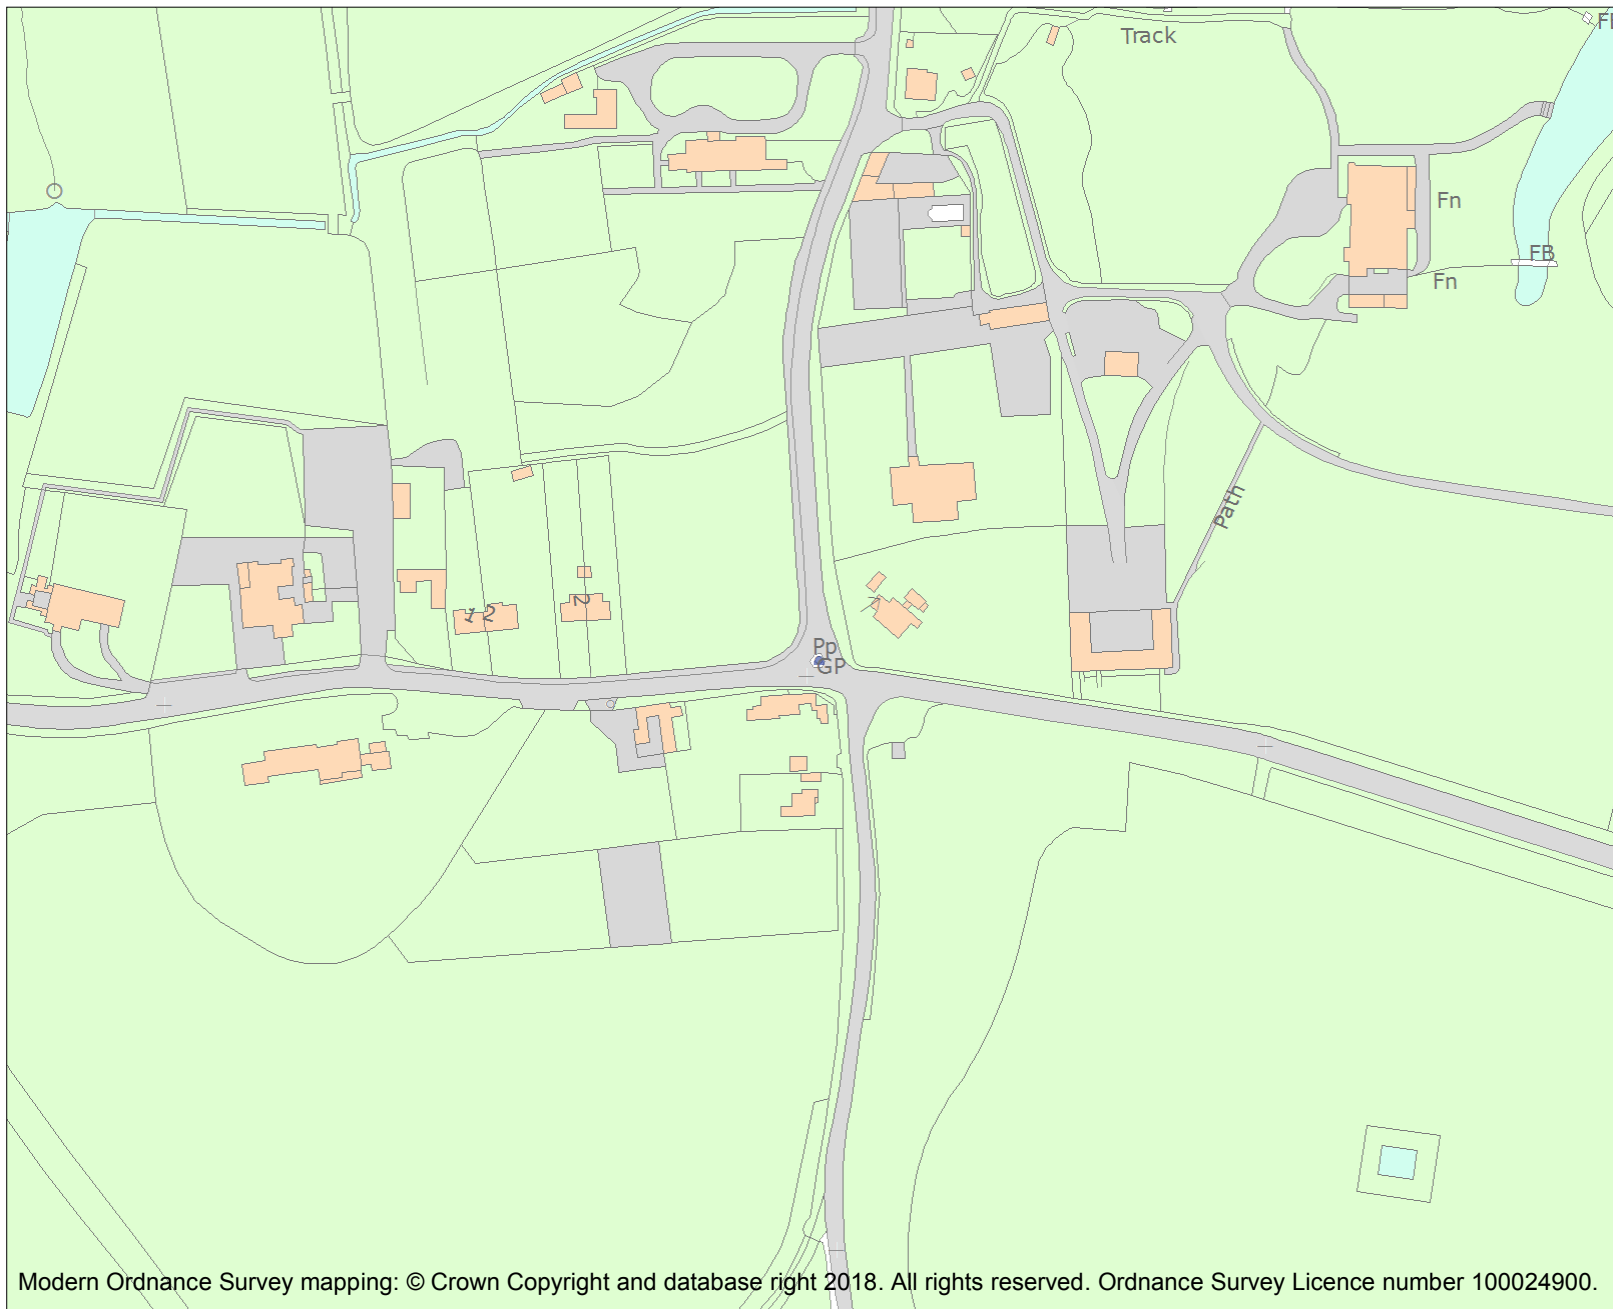 Track
Fn
FB
Fn
Path
1 2
2
Pp
GP
Modern Ordnance Survey mapping: © Crown Copyright and database right 2018. All rights reserved. Ordnance Survey Licence number 100024900.